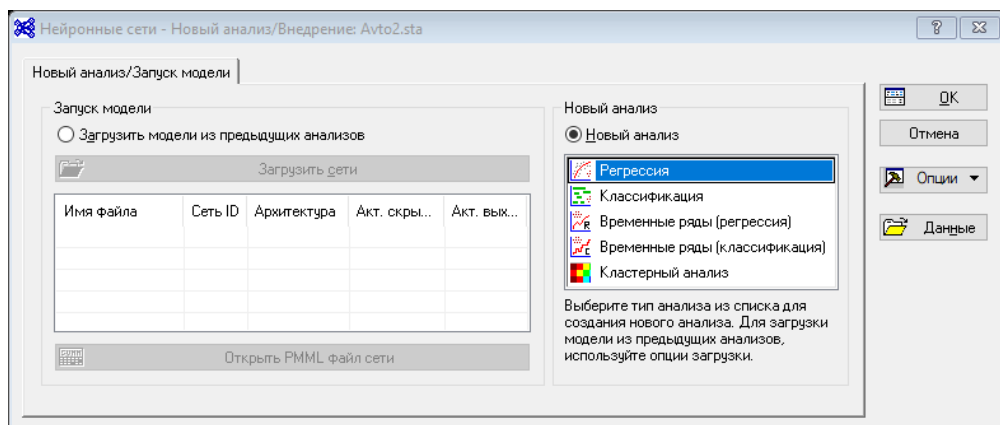 Нейронные сети - Новый анализ/Внедрение: Avto2.sta
Новый анализ/Запуск модели
Запуск модели
Загрузить модели из предыдущих анализов
Загрузить сети
Имя файла Сеть ID Архитектура Акт. скры... Акт. вых...
Открыть PMML файл сети
Новый анализ
Новый анализ
Регрессия
Классификация
Временные ряды (регрессия)
Временные ряды (классификация)
Кластерный анализ
Выберите тип анализа из списка для
создания нового анализа. Для загрузки
модели из предыдущих анализов,
используйте опции загрузки.
OK
Отмена
Опции
Данные